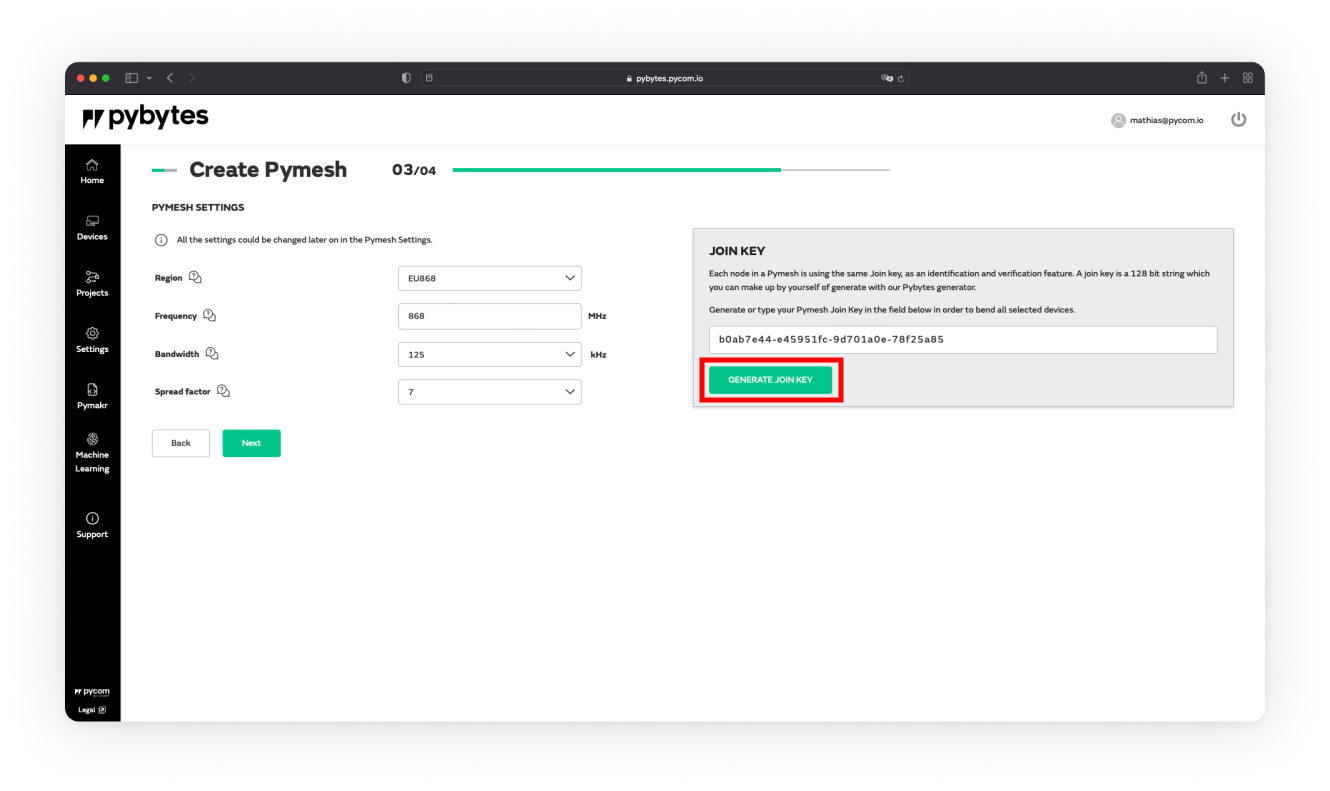 pybytes.pycom.io
pybytes
mathias@pycom.io
Home
Devices
Projects
Settings
Pymakr
Machine
Learning
Support
pycom
Legal
Create Pymesh
03/04
PYMESH SETTINGS
All the settings could be changed later on in the Pymesh Settings.
Region
EU868
Frequency
868
MHz
Bandwidth
125
kHz
Spread factor
7
Back
Next
JOIN KEY
Each node in a Pymesh is using the same Join key, as an identification and verification feature. A join key is a 128 bit string which
you can make up by yourself of generate with our Pybytes generator.
Generate or type your Pymesh Join Key in the field below in order to bend all selected devices.
b0ab7e44-e45951fc-9d701a0e-78f25a85
GENERATE JOIN KEY